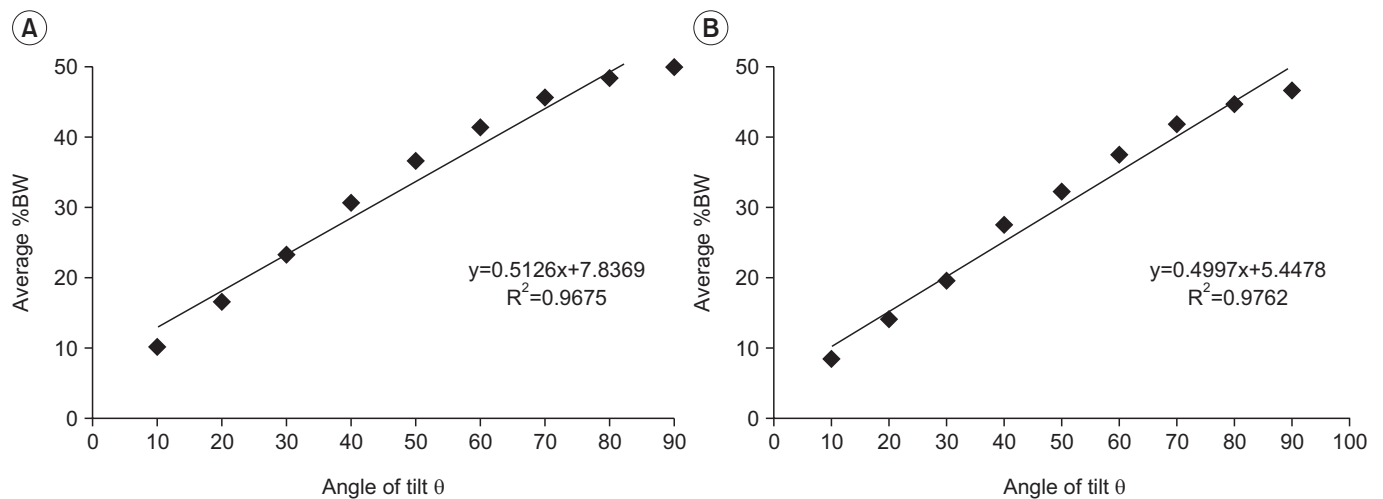 A
50
40
30
20
10
0
Average %BW
y=0.5126x+7.8369
R²=0.9675
0 10 20 30 40 50 60 70 80 90
Angle of tilt θ
B
50
40
30
20
10
0
Average %BW
y=0.4997x+5.4478
R²=0.9762
0 10 20 30 40 50 60 70 80 90 100
Angle of tilt θ